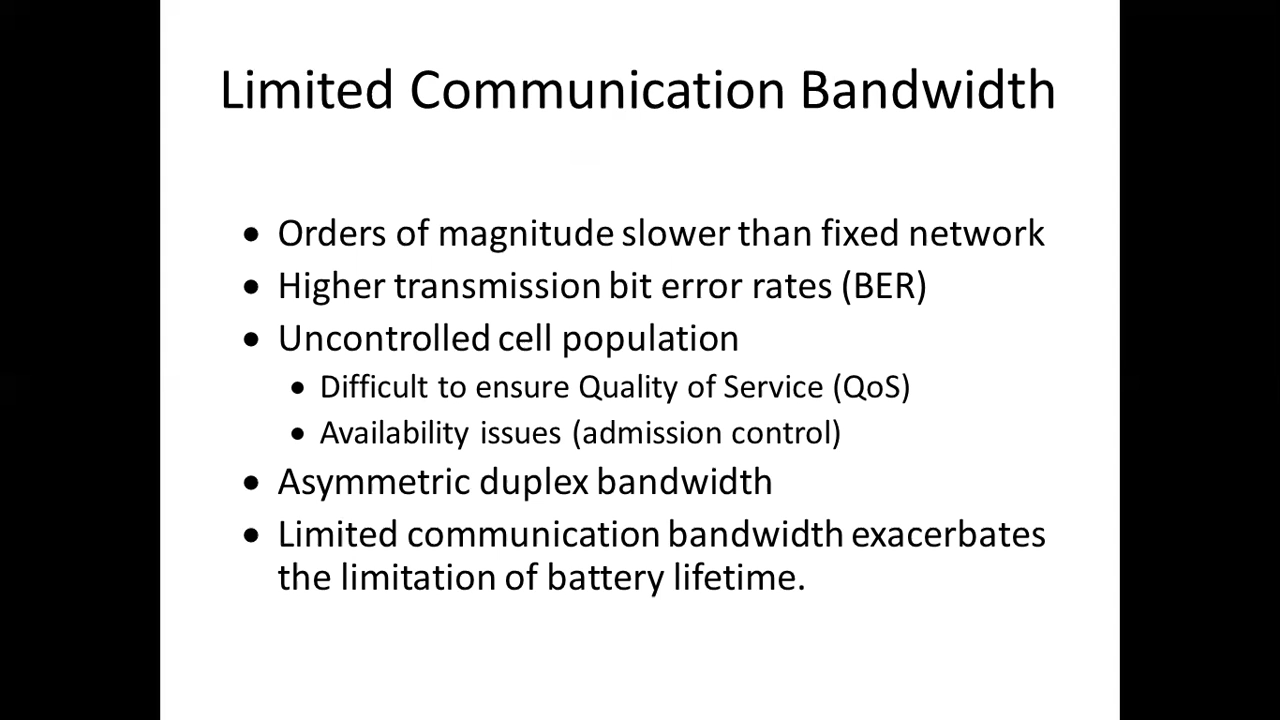 Limited Communication Bandwidth
• Orders of magnitude slower than fixed network
• Higher transmission bit error rates (BER)
• Uncontrolled cell population
• Difficult to ensure Quality of Service (QoS)
• Availability issues (admission control)
• Asymmetric duplex bandwidth
• Limited communication bandwidth exacerbates
the limitation of battery lifetime.